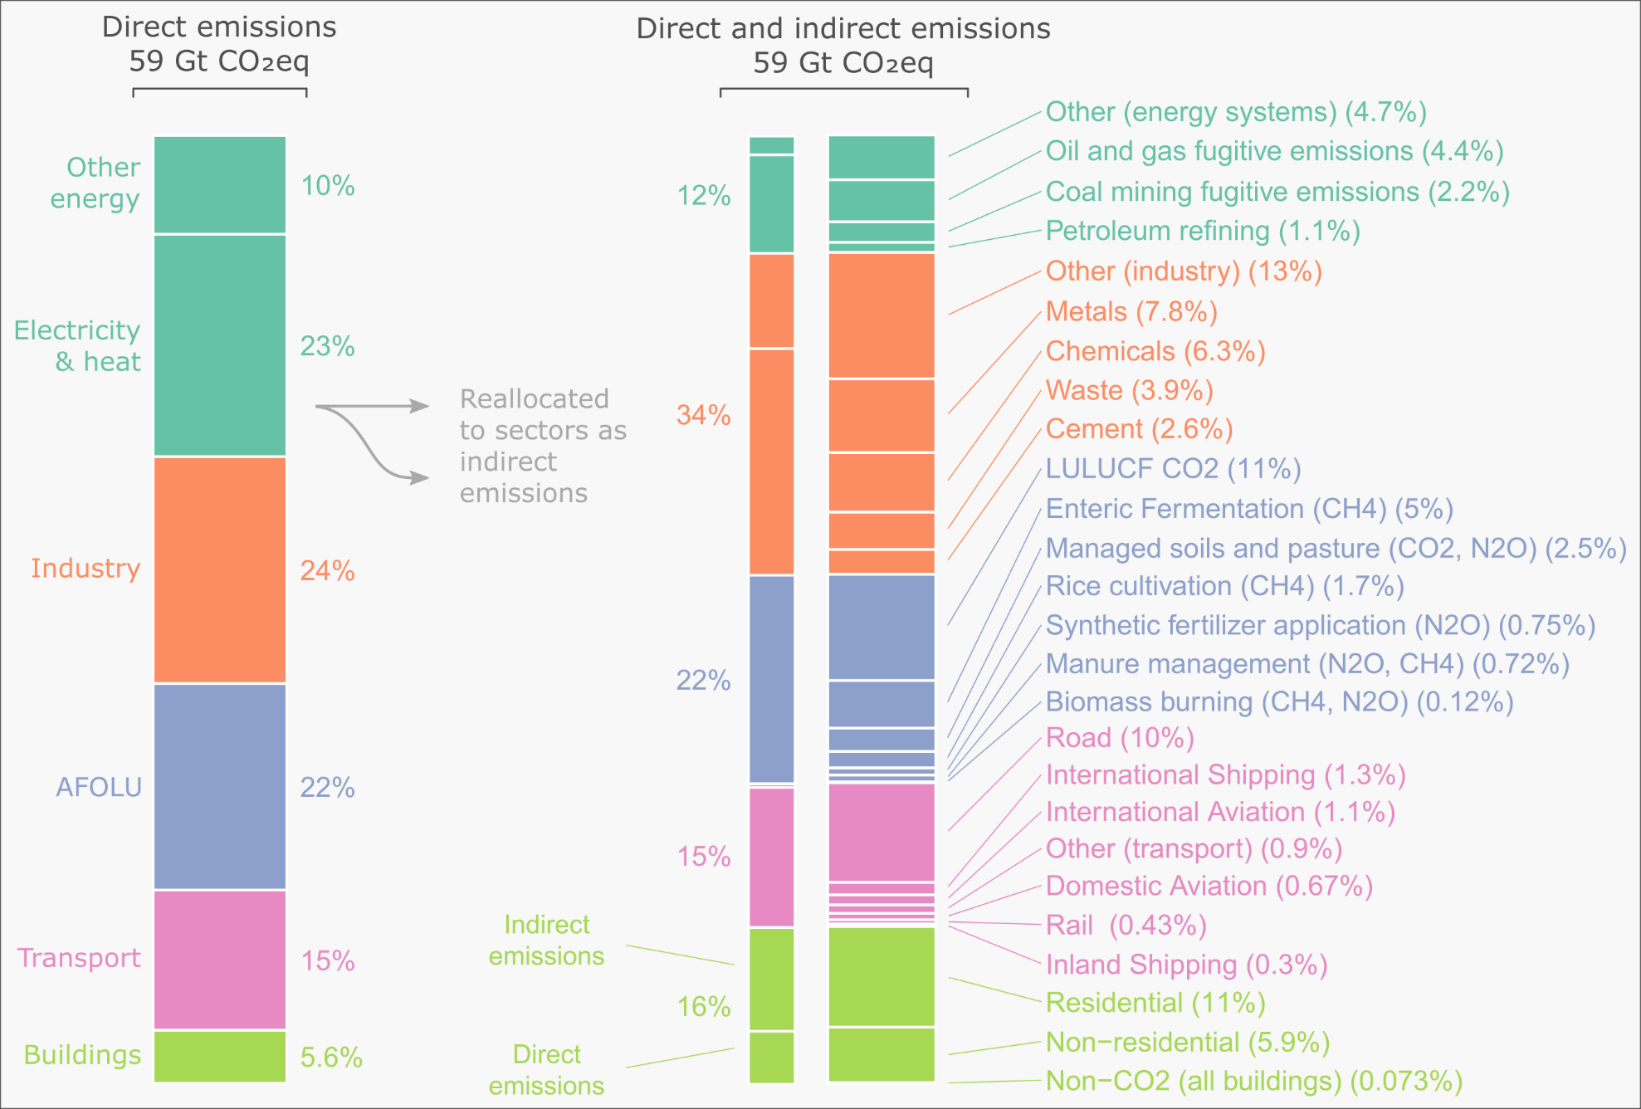 Direct emissions
59 Gt CO₂eq
Direct and indirect emissions
59 Gt CO₂eq
Other
energy
10%
Electricity
& heat
23%
Industry
24%
AFOLU
22%
Transport
15%
Buildings
5.6%
Reallocated
to sectors as
indirect
emissions
12%
34%
22%
15%
16%
Indirect
emissions
Direct
emissions
Other (energy systems) (4.7%)
Oil and gas fugitive emissions (4.4%)
Coal mining fugitive emissions (2.2%)
Petroleum refining (1.1%)
Other (industry) (13%)
Metals (7.8%)
Chemicals (6.3%)
Waste (3.9%)
Cement (2.6%)
LULUCF CO2 (11%)
Enteric Fermentation (CH4) (5%)
Managed soils and pasture (CO2, N2O) (2.5%)
Rice cultivation (CH4) (1.7%)
Synthetic fertilizer application (N2O) (0.75%)
Manure management (N2O, CH4) (0.72%)
Biomass burning (CH4, N2O) (0.12%)
Road (10%)
International Shipping (1.3%)
International Aviation (1.1%)
Other (transport) (0.9%)
Domestic Aviation (0.67%)
Rail (0.43%)
Inland Shipping (0.3%)
Residential (11%)
Non−residential (5.9%)
Non−CO2 (all buildings) (0.073%)